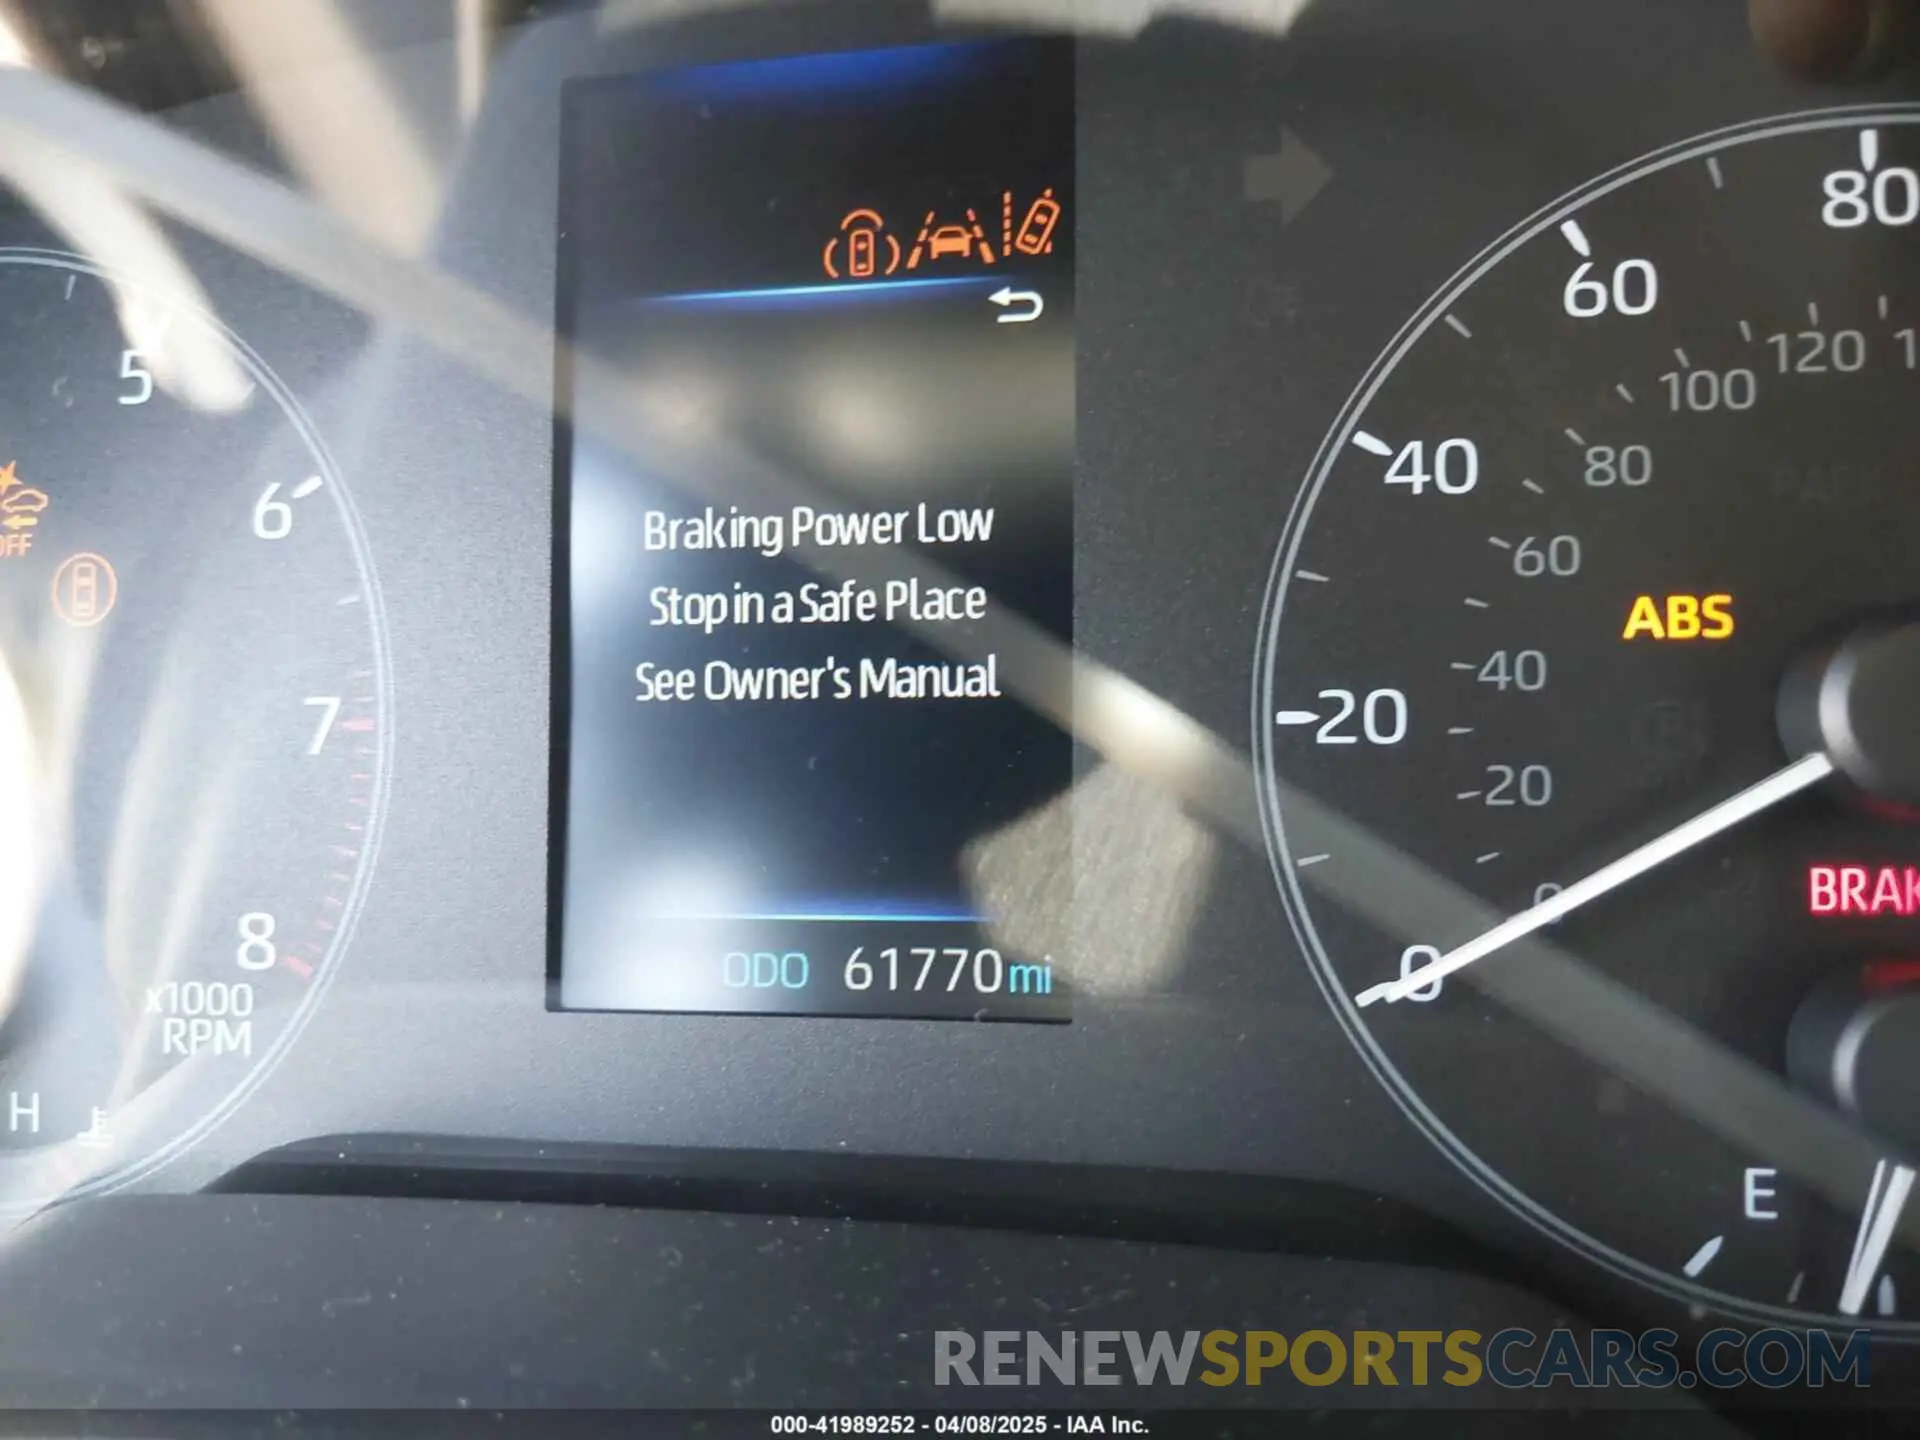 Braking Power Low
Stop in a Safe Place
See Owner's Manual
ODO 61770 mi
5
6
7
8
x1000
RPM
H
OFF
80
60
40
20
0
120
100
80
60
40
20
0
ABS
E
RENEWSPORTSCARS.COM
000-41989252 - 04/08/2025 - IAA Inc.